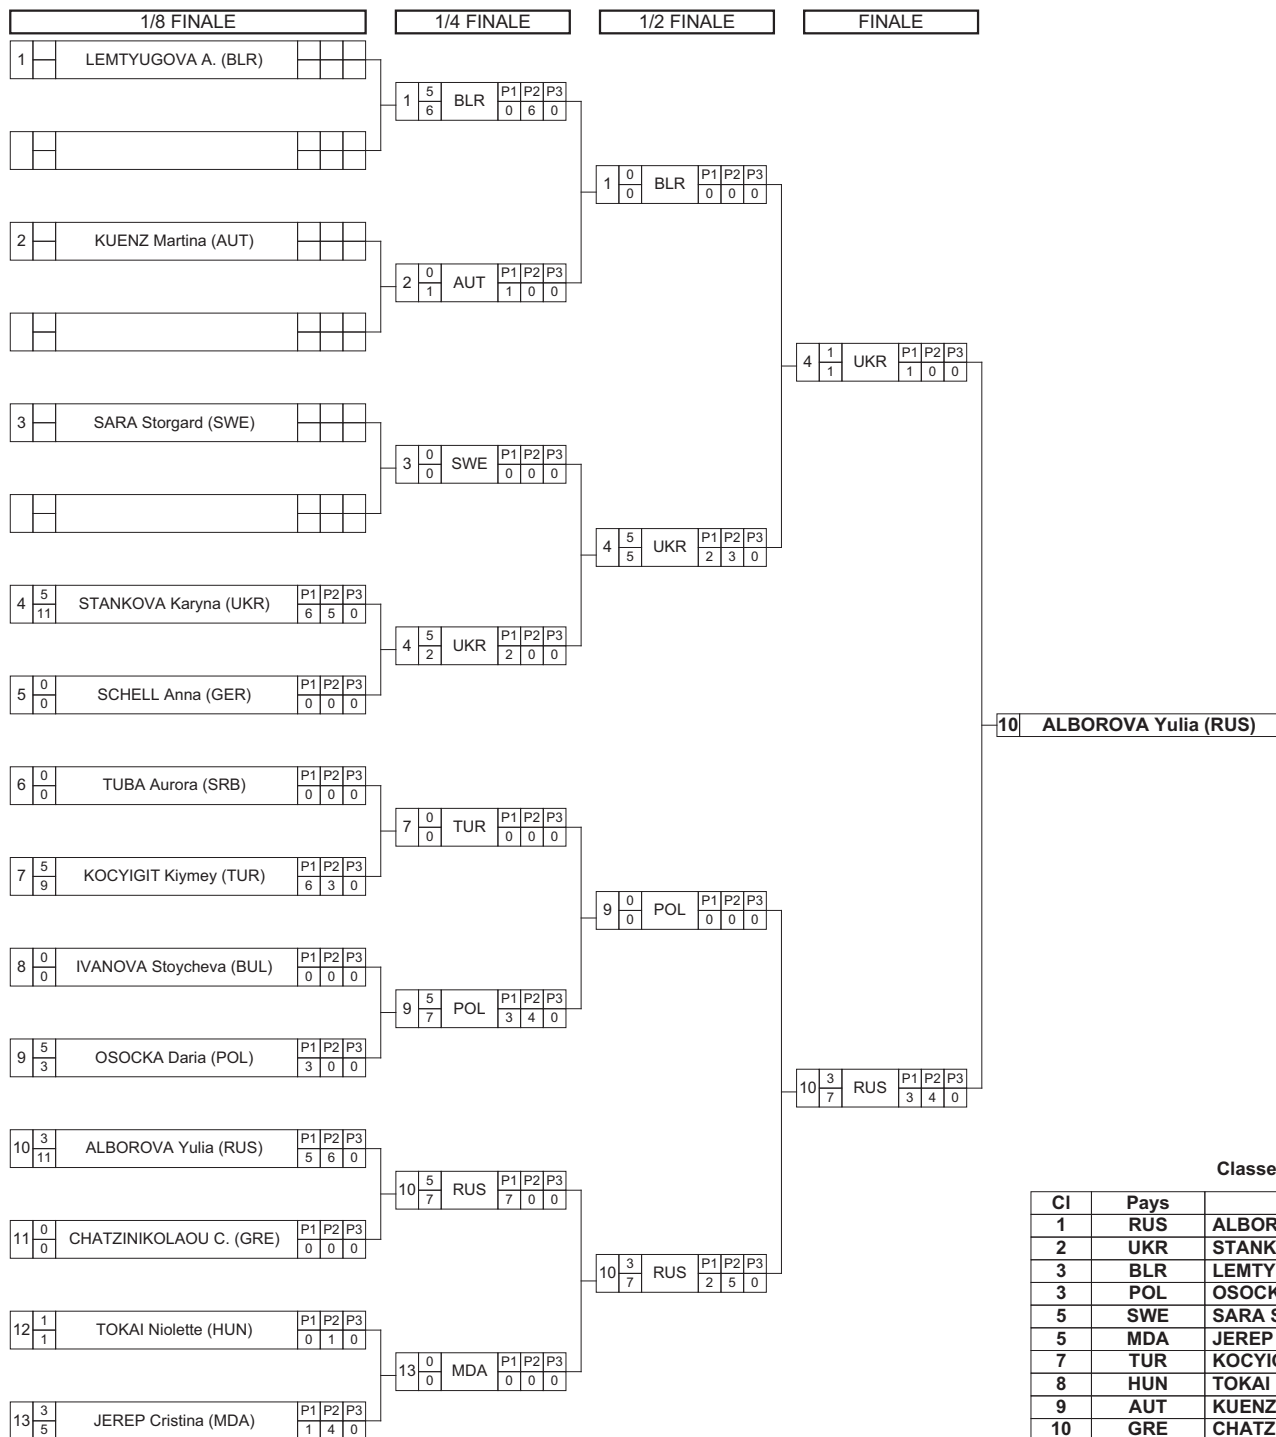 1/8 FINALE 1/4 FINALE 1/2 FINALE FINALE
1 LEMTYUGOVA A. (BLR)
1 5 6 BLR P1 P2 P3 0 6 0
1 0 0 BLR P1 P2 P3 0 0 0
2 KUENZ Martina (AUT)
2 0 1 AUT P1 P2 P3 1 0 0
4 1 1 UKR P1 P2 P3 1 0 0
3 SARA Storgard (SWE)
3 0 0 SWE P1 P2 P3 0 0 0
4 5 5 UKR P1 P2 P3 2 3 0
4 5 11 STANKOVA Karyna (UKR) P1 P2 P3 6 5 0
4 5 2 UKR P1 P2 P3 2 0 0
5 0 0 SCHELL Anna (GER) P1 P2 P3 0 0 0
10 ALBOROVA Yulia (RUS)
6 0 0 TUBA Aurora (SRB) P1 P2 P3 0 0 0
7 0 0 TUR P1 P2 P3 0 0 0
7 5 9 KOCYIGIT Kiymey (TUR) P1 P2 P3 6 3 0
9 0 0 POL P1 P2 P3 0 0 0
8 0 0 IVANOVA Stoycheva (BUL) P1 P2 P3 0 0 0
9 5 7 POL P1 P2 P3 3 4 0
9 5 3 OSOCKA Daria (POL) P1 P2 P3 3 0 0
10 3 7 RUS P1 P2 P3 3 4 0
10 3 11 ALBOROVA Yulia (RUS) P1 P2 P3 5 6 0
10 5 7 RUS P1 P2 P3 7 0 0
11 0 0 CHATZINIKOLAOU C. (GRE) P1 P2 P3 0 0 0
10 3 7 RUS P1 P2 P3 2 5 0
12 1 1 TOKAI Niolette (HUN) P1 P2 P3 0 1 0
13 0 0 MDA P1 P2 P3 0 0 0
13 3 5 JEREP Cristina (MDA) P1 P2 P3 1 4 0
Classe
Cl Pays
1 RUS ALBOR
2 UKR STANK
3 BLR LEMTY
3 POL OSOCK
5 SWE SARA S
5 MDA JEREP
7 TUR KOCYIG
8 HUN TOKAI
9 AUT KUENZ
10 GRE CHATZ